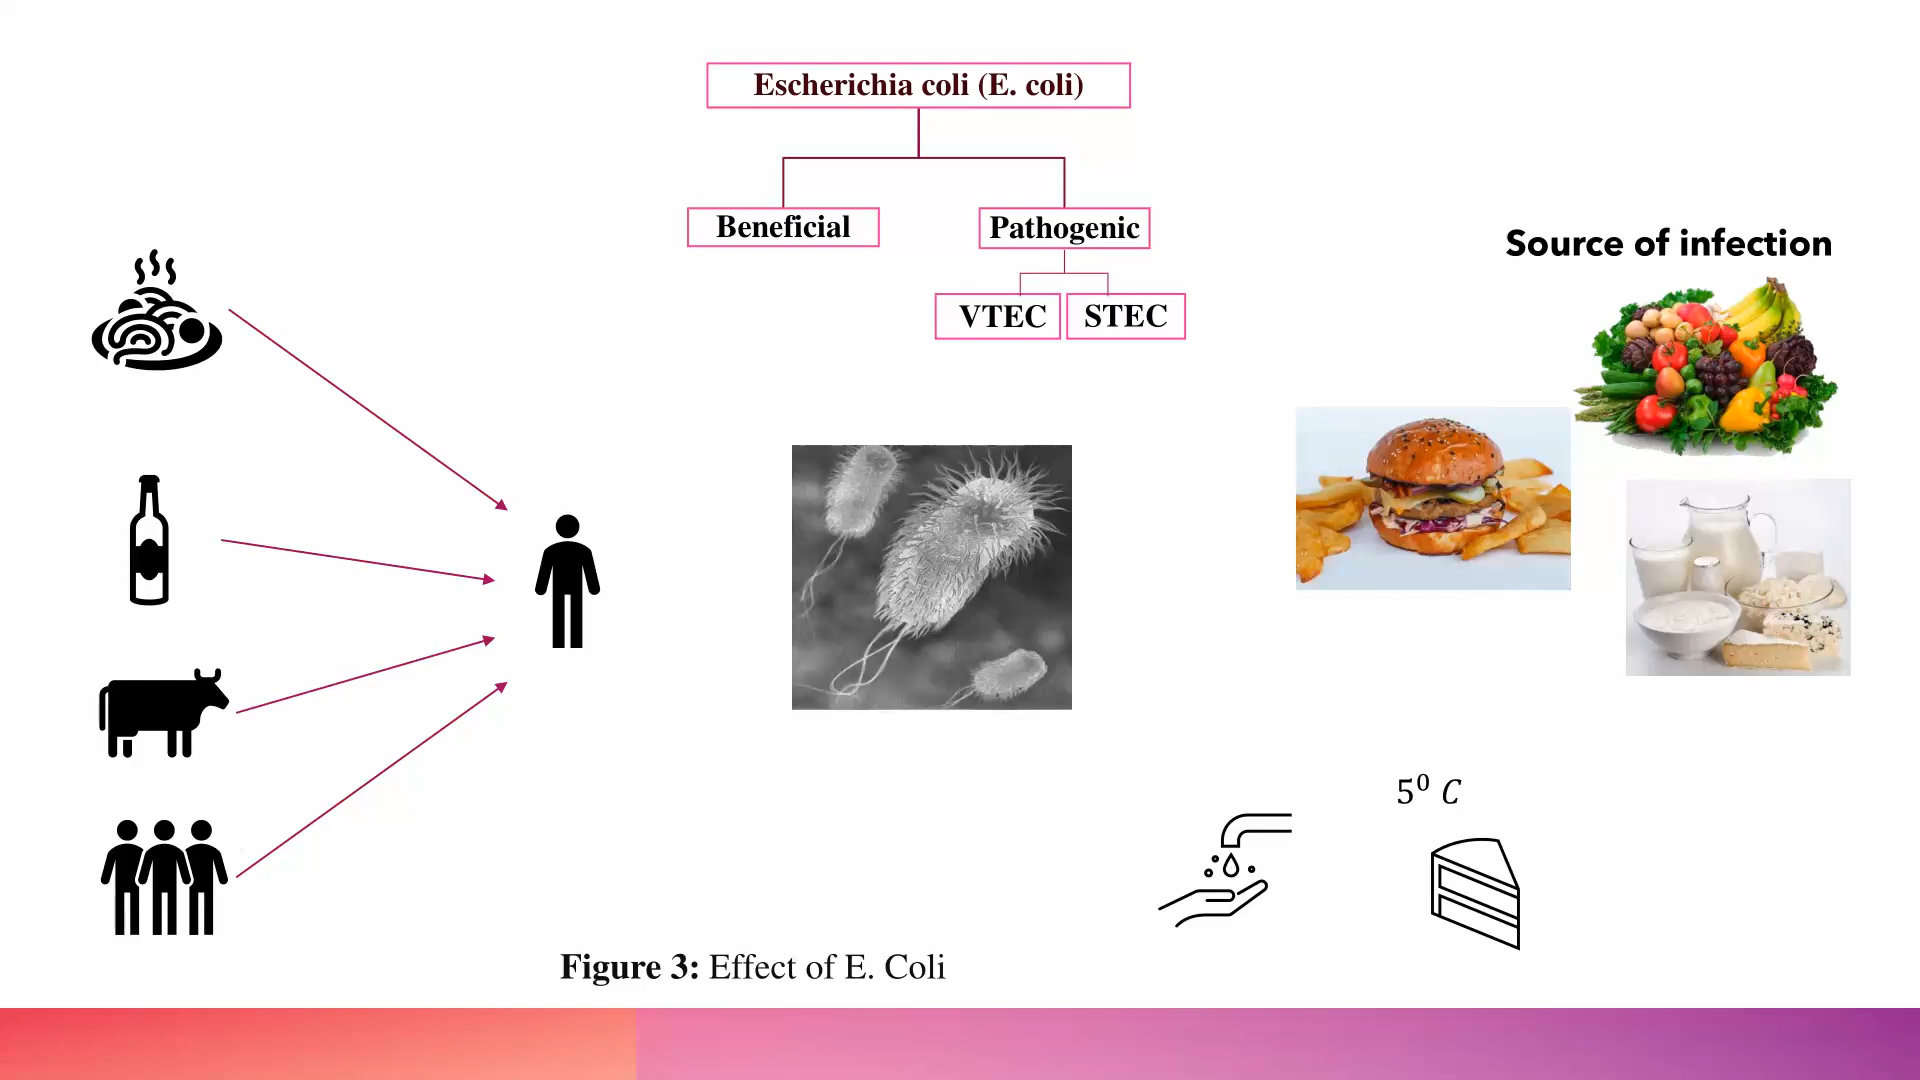 Escherichia coli (E. coli)
Beneficial
Pathogenic
VTEC
STEC
Source of infection
5⁰ C
Figure 3: Effect of E. Coli